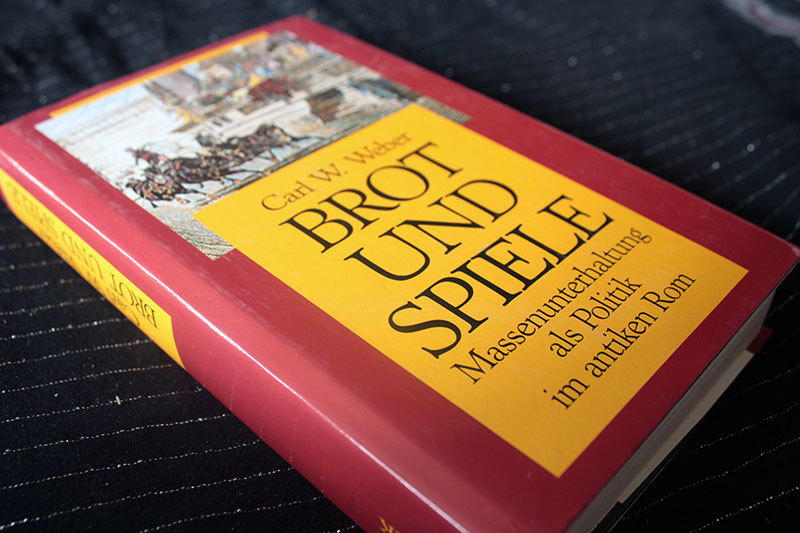 Carl W. Weber
BROT
UND
SPIELE
Massenunterhaltung
als Politik
im antiken Rom
BROT UND SPIELE